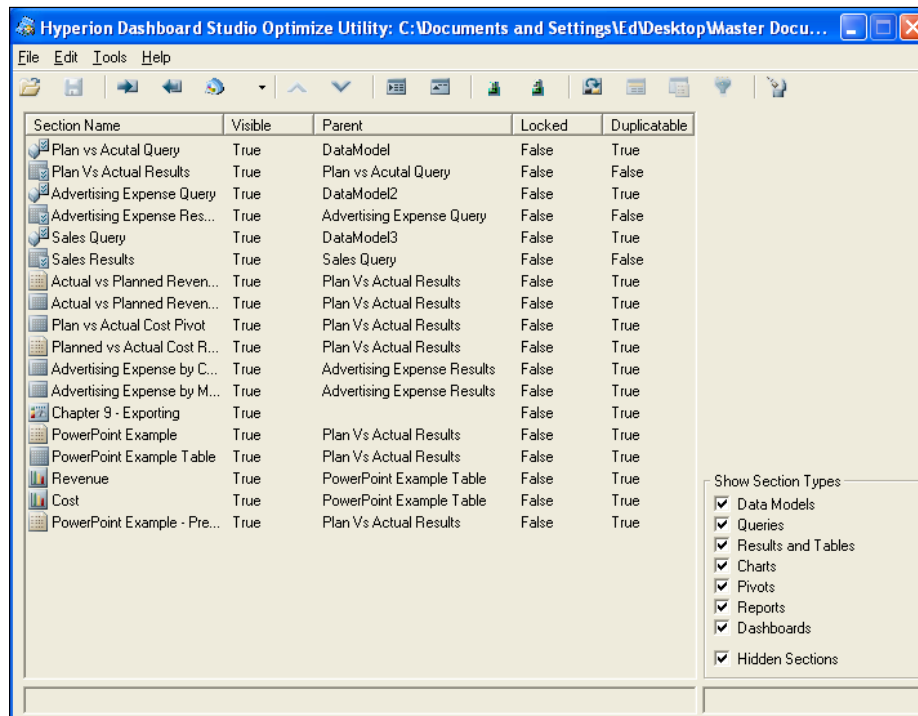 Hyperion Dashboard Studio Optimize Utility: C:\Documents and Settings\Ed\Desktop\Master Docu...
File Edit Tools Help
Section Name Visible Parent Locked Duplicatable
Plan vs Acutal Query True DataModel False True
Plan Vs Actual Results True Plan vs Acutal Query False False
Advertising Expense Query True DataModel2 False True
Advertising Expense Res... True Advertising Expense Query False False
Sales Query True DataModel3 False True
Sales Results True Sales Query False False
Actual vs Planned Reven... True Plan Vs Actual Results False True
Actual vs Planned Reven... True Plan Vs Actual Results False True
Plan vs Actual Cost Pivot True Plan Vs Actual Results False True
Planned vs Actual Cost R... True Plan Vs Actual Results False True
Advertising Expense by C... True Advertising Expense Results False True
Advertising Expense by M... True Advertising Expense Results False True
Chapter 9 - Exporting True False True
PowerPoint Example True Plan Vs Actual Results False True
PowerPoint Example Table True Plan Vs Actual Results False True
Revenue True PowerPoint Example Table False True
Cost True PowerPoint Example Table False True
PowerPoint Example - Pre... True Plan Vs Actual Results False True
Show Section Types
Data Models
Queries
Results and Tables
Charts
Pivots
Reports
Dashboards
Hidden Sections